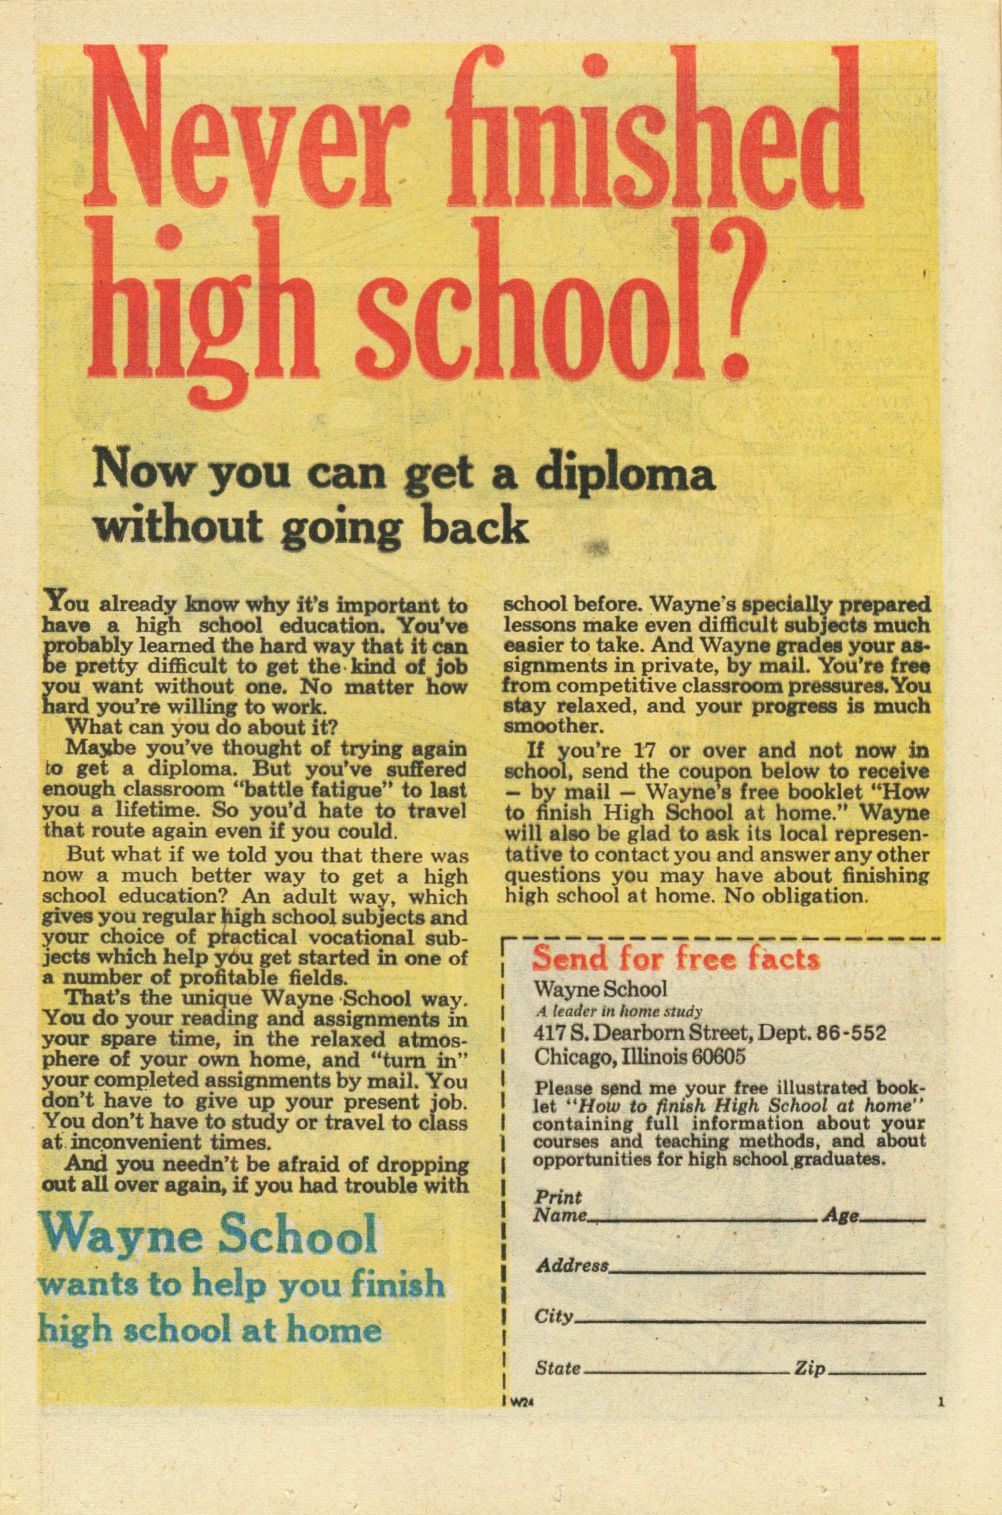 Never finished
high school?
Now you can get a diploma
without going back
You already know why it's important to
have a high school education. You've
probably learned the hard way that it can
be pretty difficult to get the kind of job
you want without one. No matter how
hard you're willing to work.
What can you do about it?
Maybe you've thought of trying again
to get a diploma. But you've suffered
enough classroom "battle fatigue" to last
you a lifetime. So you'd hate to travel
that route again even if you could.
But what if we told you that there was
now a much better way to get a high
school education? An adult way, which
gives you regular high school subjects and
your choice of practical vocational sub-
jects which help you get started in one of
a number of profitable fields.
That's the unique Wayne School way.
You do your reading and assignments in
your spare time, in the relaxed atmos-
phere of your own home, and "turn in"
your completed assignments by mail. You
don't have to give up your present job.
You don't have to study or travel to class
at inconvenient times.
And you needn't be afraid of dropping
out all over again, if you had trouble with
school before. Wayne's specially prepared
lessons make even difficult subjects much
easier to take. And Wayne grades your as-
signments in private, by mail. You're free
from competitive classroom pressures. You
stay relaxed, and your progress is much
smoother.
If you're 17 or over and not now in
school, send the coupon below to receive
— by mail — Wayne's free booklet "How
to finish High School at home." Wayne
will also be glad to ask its local represen-
tative to contact you and answer any other
questions you may have about finishing
high school at home. No obligation.
Wayne School
wants to help you finish
high school at home
Send for free facts
Wayne School
A leader in home study
417 S. Dearborn Street, Dept. 86-552
Chicago, Illinois 60605
Please send me your free illustrated book-
let "How to finish High School at home"
containing full information about your
courses and teaching methods, and about
opportunities for high school graduates.
Print
Name Age
Address
City
State Zip
W24 1